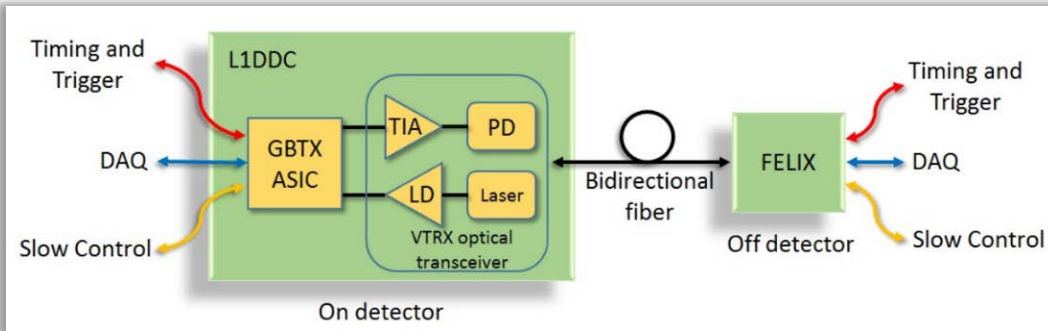 Timing and
Trigger
DAQ
Slow Control
L1DDC
GBTX
ASIC
TIA
PD
LD
Laser
VTRX optical
transceiver
On detector
Bidirectional
fiber
FELIX
Off detector
Timing and
Trigger
DAQ
Slow Control